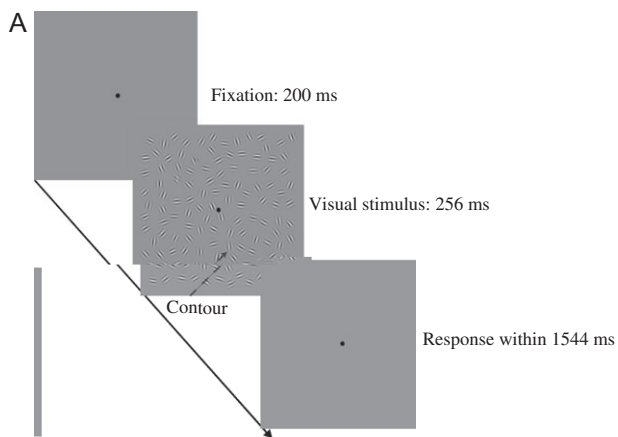 A
Fixation: 200 ms
Visual stimulus: 256 ms
Contour
Response within 1544 ms